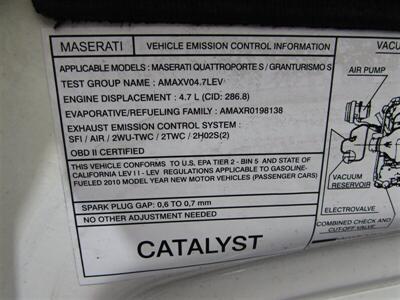 MASERATI
VEHICLE EMISSION CONTROL INFORMATION
VACU
APPLICABLE MODELS : MASERATI QUATTROPORTE S / GRANTURISMO S
TEST GROUP NAME : AMAXV04.7LEV
ENGINE DISPLACEMENT : 4.7 L (CID: 286.8)
EVAPORATIVE/REFUELING FAMILY : AMAXR0198138
EXHAUST EMISSION CONTROL SYSTEM :
SFI / AIR / 2WU-TWC / 2TWC / 2H02S(2)
OBD II CERTIFIED
THIS VEHICLE CONFORMS TO U.S. EPA TIER 2 - BIN 5 AND STATE OF
CALIFORNIA LEV I I - LEV REGULATIONS APPLICABLE TO GASOLINE-
FUELED 2010 MODEL YEAR NEW MOTOR VEHICLES (PASSENGER CARS)
SPARK PLUG GAP: 0,6 TO 0,7 mm
NO OTHER ADJUSTMENT NEEDED
CATALYST
AIR PUMP
VACUUM
RESERVOIR
ELECTROVALVE
COMBINED CHECK AND
CUT-OFF VALVE